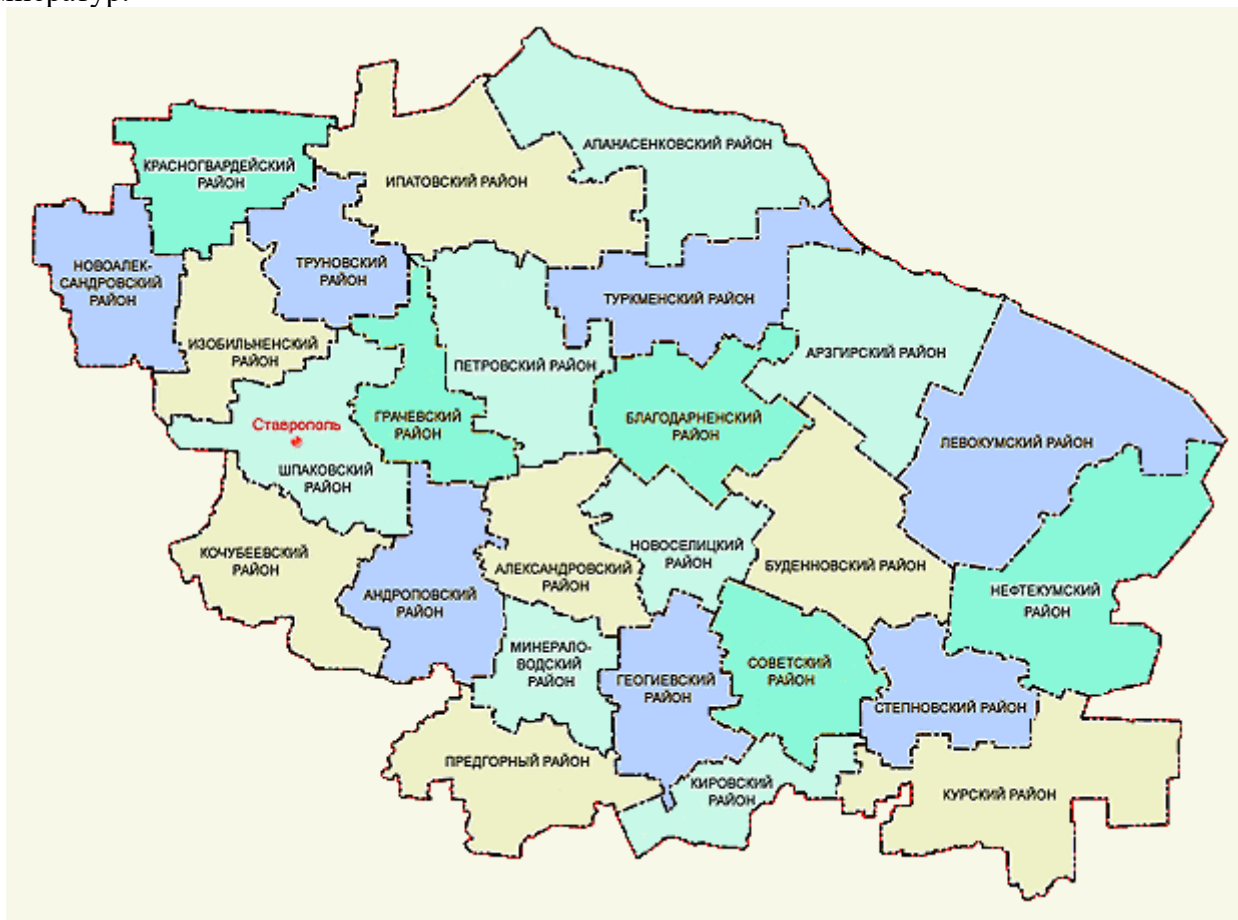 КРАСНОГВАРДЕЙСКИЙ
РАЙОН
АПАНАСЕНКОВСКИЙ РАЙОН
ИПАТОВСКИЙ РАЙОН
НОВОАЛЕК-
САНДРОВСКИЙ
РАЙОН
ТРУНОВСКИЙ
РАЙОН
ТУРКМЕНСКИЙ РАЙОН
ИЗОБИЛЬНЕНСКИЙ
РАЙОН
ПЕТРОВСКИЙ РАЙОН
АРЗГИРСКИЙ РАЙОН
ГРАЧЕВСКИЙ
РАЙОН
БЛАГОДАРНЕНСКИЙ
РАЙОН
Ставрополь
ЛЕВОКУМСКИЙ РАЙОН
ШПАКОВСКИЙ
РАЙОН
КОЧУБЕЕВСКИЙ
РАЙОН
НОВОСЕЛИЦКИЙ
РАЙОН
АЛЕКСАНДРОВСКИЙ
РАЙОН
БУДЕННОВСКИЙ РАЙОН
АНДРОПОВСКИЙ
РАЙОН
НЕФТЕКУМСКИЙ
РАЙОН
МИНЕРАЛО-
ВОДСКИЙ
РАЙОН
ГЕОГИЕВСКИЙ
РАЙОН
СОВЕТСКИЙ
РАЙОН
СТЕПНОВСКИЙ РАЙОН
ПРЕДГОРНЫЙ РАЙОН
КИРОВСКИЙ
РАЙОН
КУРСКИЙ РАЙОН